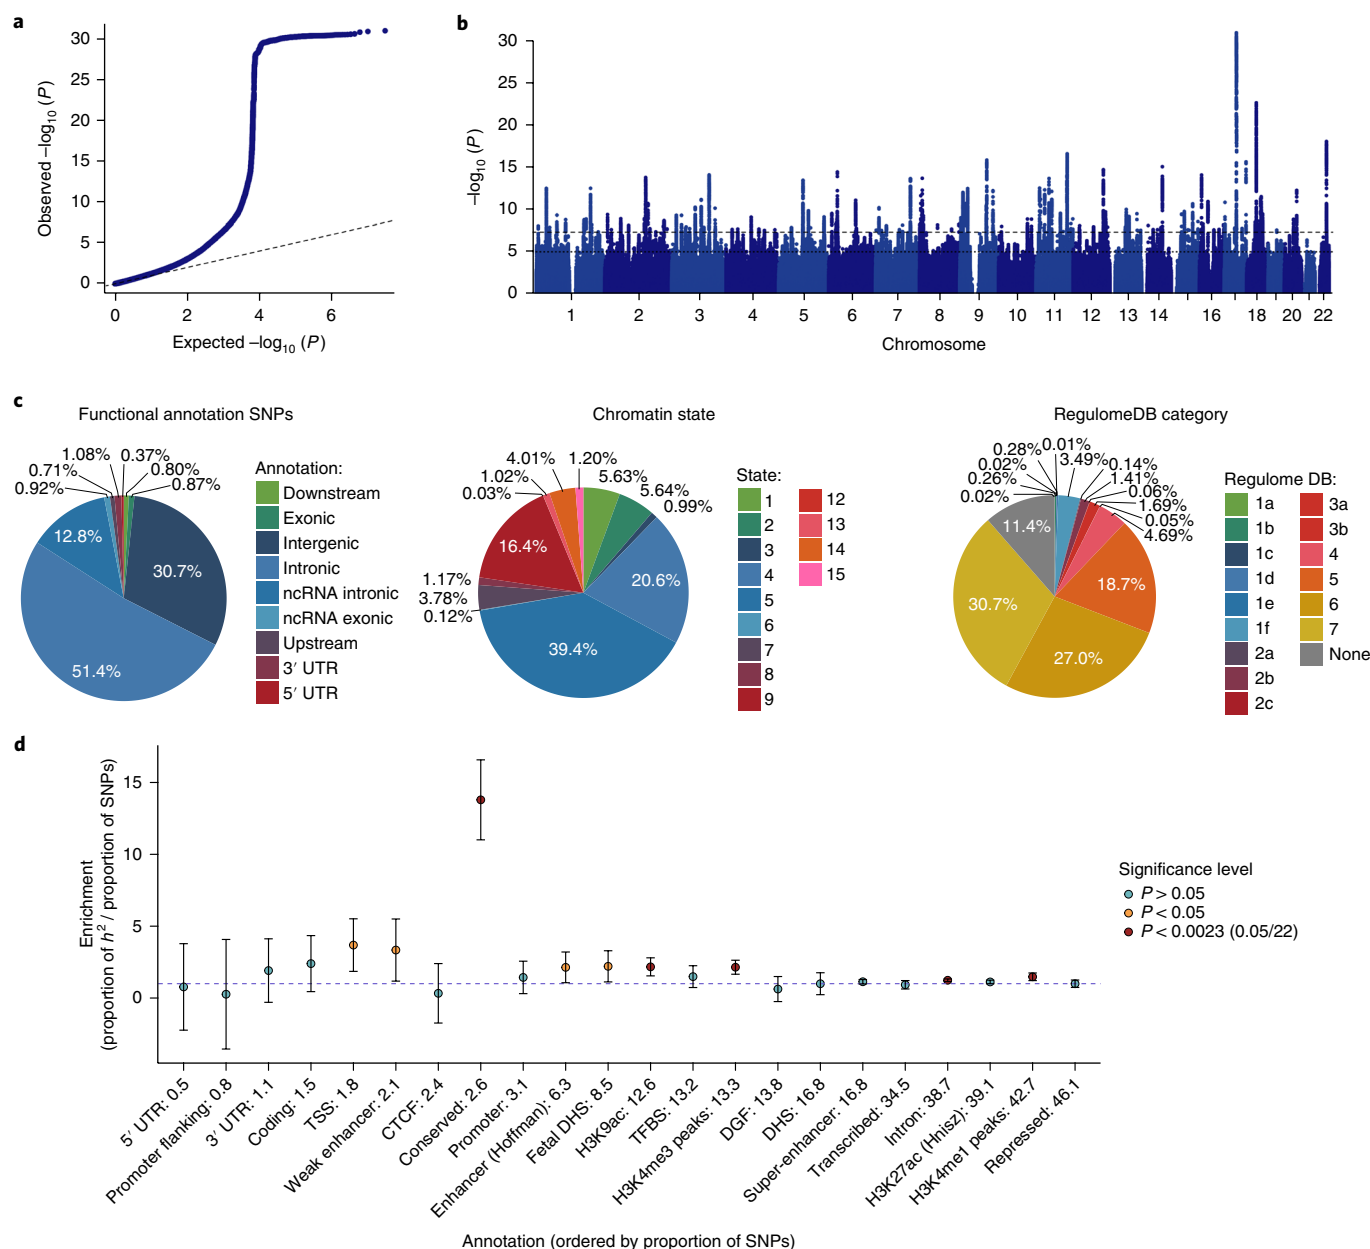 a
30
25
20
15
10
5
0
Observed –log10 (P)
0 2 4 6
Expected –log10 (P)
b
30
25
20
15
10
5
0
–log10 (P)
1 2 3 4 5 6 7 8 9 10 11 12 13 14 16 18 20 22
Chromosome
c
Functional annotation SNPs
1.08%
0.37%
0.71%
0.80%
0.92%
0.87%
12.8%
30.7%
51.4%
Annotation:
Downstream
Exonic
Intergenic
Intronic
ncRNA intronic
ncRNA exonic
Upstream
3′ UTR
5′ UTR
Chromatin state
4.01%
1.20%
1.02%
5.63%
0.03%
5.64%
0.99%
16.4%
20.6%
1.17%
3.78%
0.12%
39.4%
State:
1
2
3
4
5
6
7
8
9
12
13
14
15
RegulomeDB category
0.28%
0.01%
0.02%
3.49%
0.14%
0.26%
1.41%
0.02%
0.06%
1.69%
0.05%
4.69%
11.4%
18.7%
30.7%
27.0%
Regulome DB:
1a
1b
1c
1d
1e
1f
2a
2b
2c
3a
3b
4
5
6
7
None
d
15
10
5
0
Enrichment
(proportion of h2 / proportion of SNPs)
Significance level
P > 0.05
P < 0.05
P < 0.0023 (0.05/22)
5′ UTR: 0.5
Promoter flanking: 0.8
3′ UTR: 1.1
Coding: 1.5
TSS: 1.8
Weak enhancer: 2.1
CTCF: 2.4
Conserved: 2.6
Promoter: 3.1
Enhancer (Hoffman): 6.3
Fetal DHS: 8.5
H3K9ac: 12.6
TFBS: 13.2
H3K4me3 peaks: 13.3
DGF: 13.8
DHS: 16.8
Super-enhancer: 16.8
Transcribed: 34.5
Intron: 38.7
H3K27ac (Hnisz): 39.1
H3K4me1 peaks: 42.7
Repressed: 46.1
Annotation (ordered by proportion of SNPs)